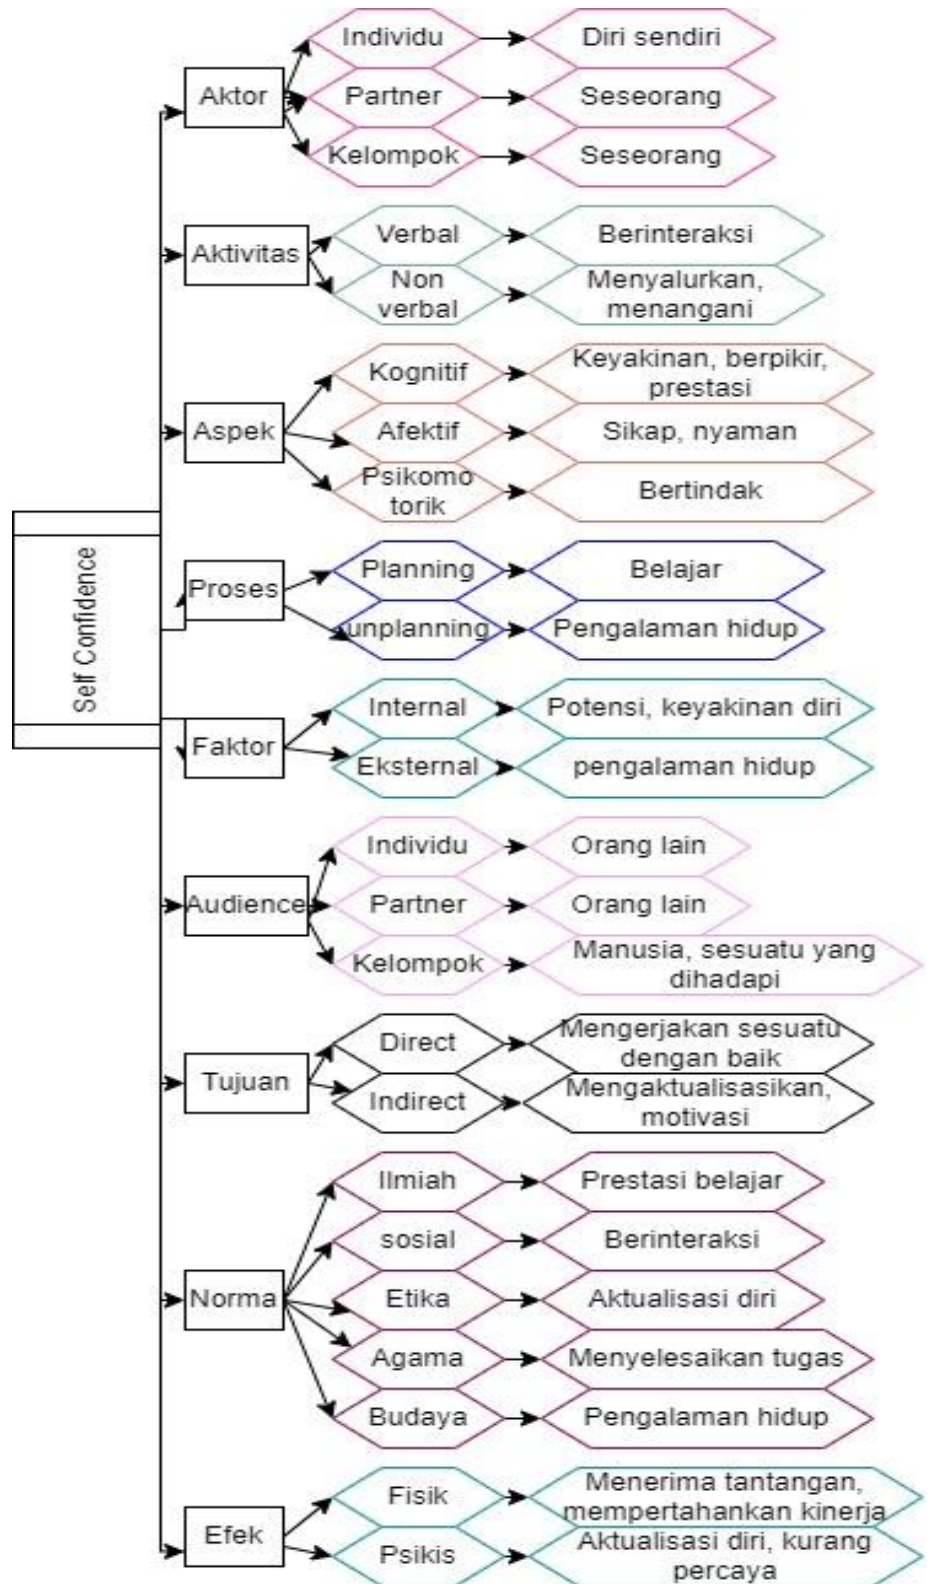 Individu
Diri sendiri
Aktor
Partner
Seseorang
Kelompok
Seseorang
Verbal
Berinteraksi
Aktivitas
Non
verbal
Menyalurkan,
menangani
Kognitif
Keyakinan, berpikir,
prestasi
Aspek
Afektif
Sikap, nyaman
Psikomo
torik
Bertindak
Self Confidence
Proses
Planning
Belajar
unplanning
Pengalaman hidup
Faktor
Internal
Potensi, keyakinan diri
Eksternal
pengalaman hidup
Individu
Orang lain
Audience
Partner
Orang lain
Kelompok
Manusia, sesuatu yang
dihadapi
Tujuan
Direct
Mengerjakan sesuatu
dengan baik
Indirect
Mengaktualisasikan,
motivasi
Ilmiah
Prestasi belajar
sosial
Berinteraksi
Norma
Etika
Aktualisasi diri
Agama
Menyelesaikan tugas
Budaya
Pengalaman hidup
Fisik
Menerima tantangan,
mempertahankan kinerja
Efek
Psikis
Aktualisasi diri, kurang
percaya